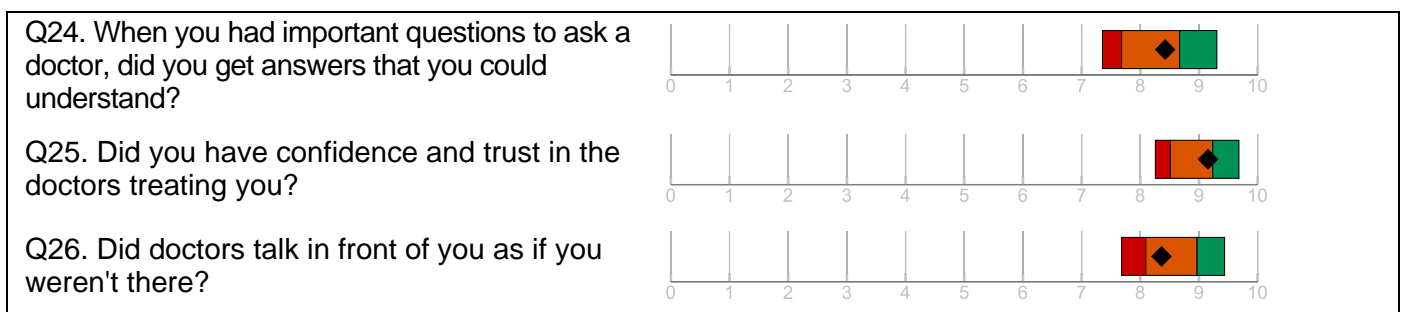 Q24. When you had important questions to ask a
doctor, did you get answers that you could
understand?
0 1 2 3 4 5 6 7 8 9 10
Q25. Did you have confidence and trust in the
doctors treating you?
0 1 2 3 4 5 6 7 8 9 10
Q26. Did doctors talk in front of you as if you
weren't there?
0 1 2 3 4 5 6 7 8 9 10